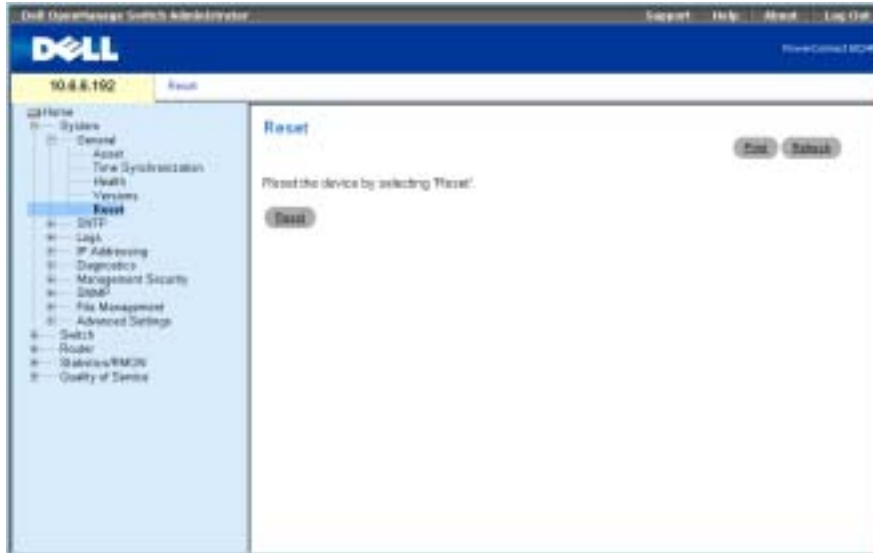 Dell OpenManage Switch Administrator
Support Help About Log Out
DELL
PowerConnect
10.6.6.192 Reset
Home
System
General
Asset
Time Synchronization
Health
Versions
Reset
SNTP
Logs
IP Addressing
Diagnostics
Management Security
SNMP
File Management
Advanced Settings
Switch
Router
Statistics/RMON
Quality of Service
Reset
Print Refresh
Reset the device by selecting 'Reset'.
Reset